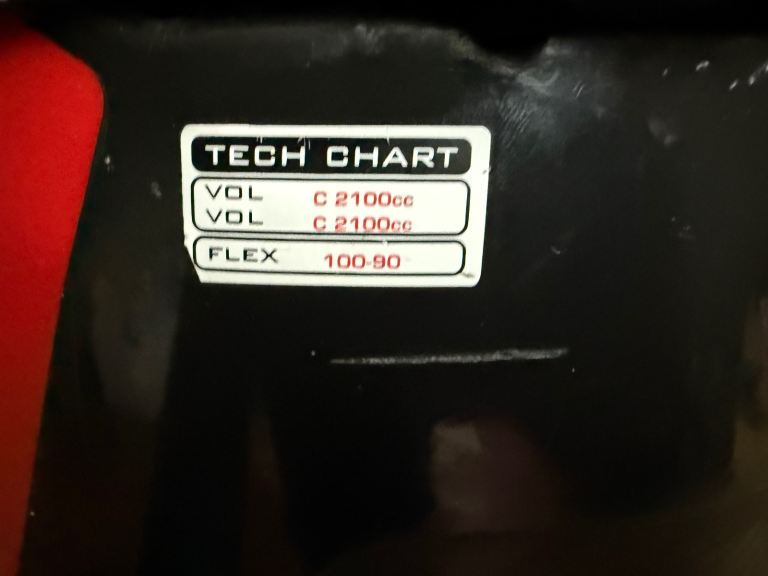 TECH CHART
VOL C 2100cc
VOL C 2100cc
FLEX 100-90